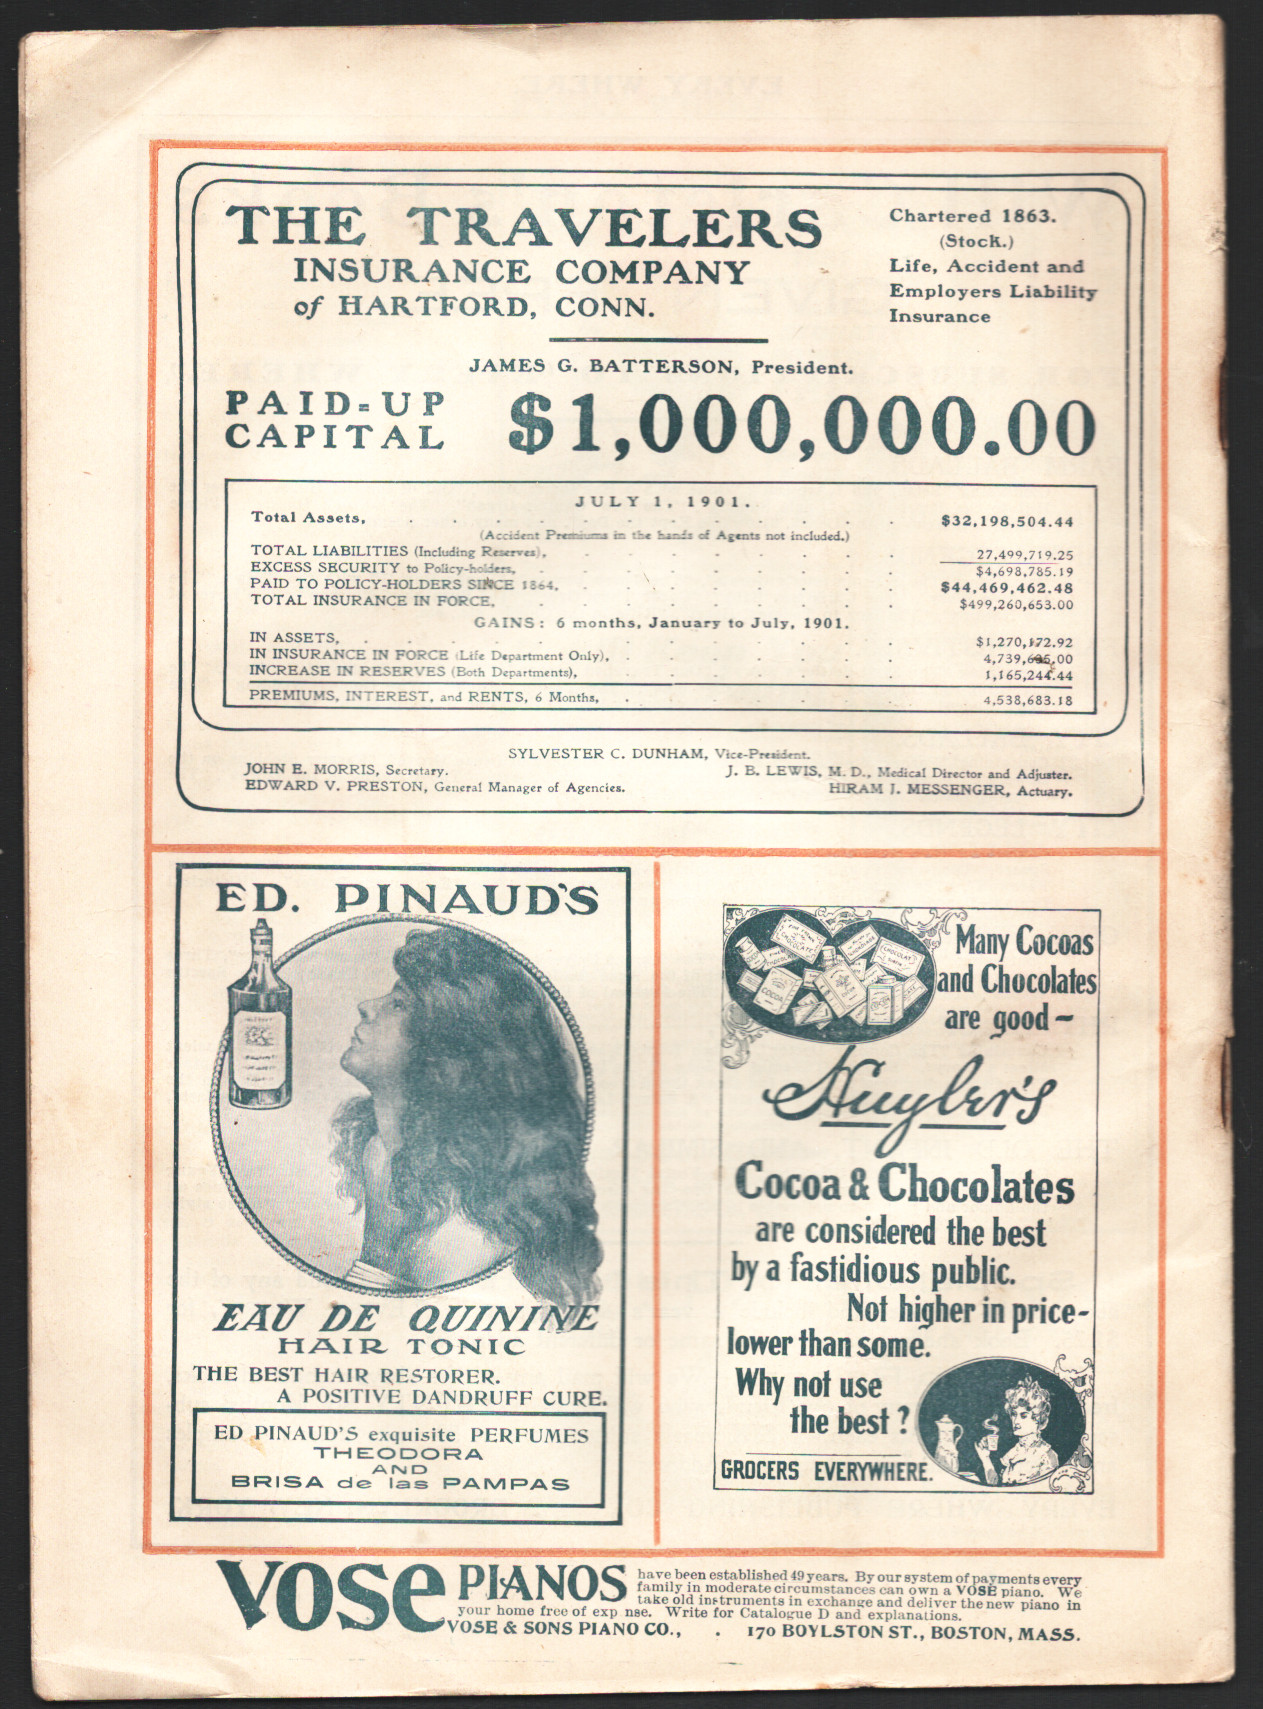 THE TRAVELERS
INSURANCE COMPANY
of HARTFORD, CONN.
Chartered 1863.
(Stock.)
Life, Accident and
Employers Liability
Insurance
JAMES G. BATTERSON, President.
PAID-UP
CAPITAL
$1,000,000.00
JULY 1, 1901.
Total Assets, $32,198,504.44
(Accident Premiums in the hands of Agents not included.)
TOTAL LIABILITIES (Including Reserves), 27,499,719.25
EXCESS SECURITY to Policy-holders, $4,698,785.19
PAID TO POLICY-HOLDERS SINCE 1864, $44,469,462.48
TOTAL INSURANCE IN FORCE, $499,260,653.00
GAINS: 6 months, January to July, 1901.
IN ASSETS, $1,270,172.92
IN INSURANCE IN FORCE (Life Department Only),
INCREASE IN RESERVES (Both Departments), 1,165,244.44
PREMIUMS, INTEREST, and RENTS, 6 Months, 4,538,683.18
SYLVESTER C. DUNHAM, Vice-President.
JOHN E. MORRIS, Secretary. J. B. LEWIS, M. D., Medical Director and Adjuster.
EDWARD V. PRESTON, General Manager of Agencies. HIRAM J. MESSENGER, Actuary.
ED. PINAUD'S
EAU DE QUININE
HAIR TONIC
THE BEST HAIR RESTORER.
A POSITIVE DANDRUFF CURE.
ED PINAUD'S exquisite PERFUMES
THEODORA
AND
BRISA de las PAMPAS
Many Cocoas
and Chocolates
are good—
Huyler's
Cocoa & Chocolates
are considered the best
by a fastidious public.
Not higher in price-
lower than some.
Why not use
the best?
GROCERS EVERYWHERE.
VOSE PIANOS
have been established 49 years. By our system of payments every
family in moderate circumstances can own a VOSE piano. We
take old instruments in exchange and deliver the new piano in
your home free of exp nse. Write for Catalogue D and explanations.
VOSE & SONS PIANO CO., . 170 BOYLSTON ST., BOSTON, MASS.